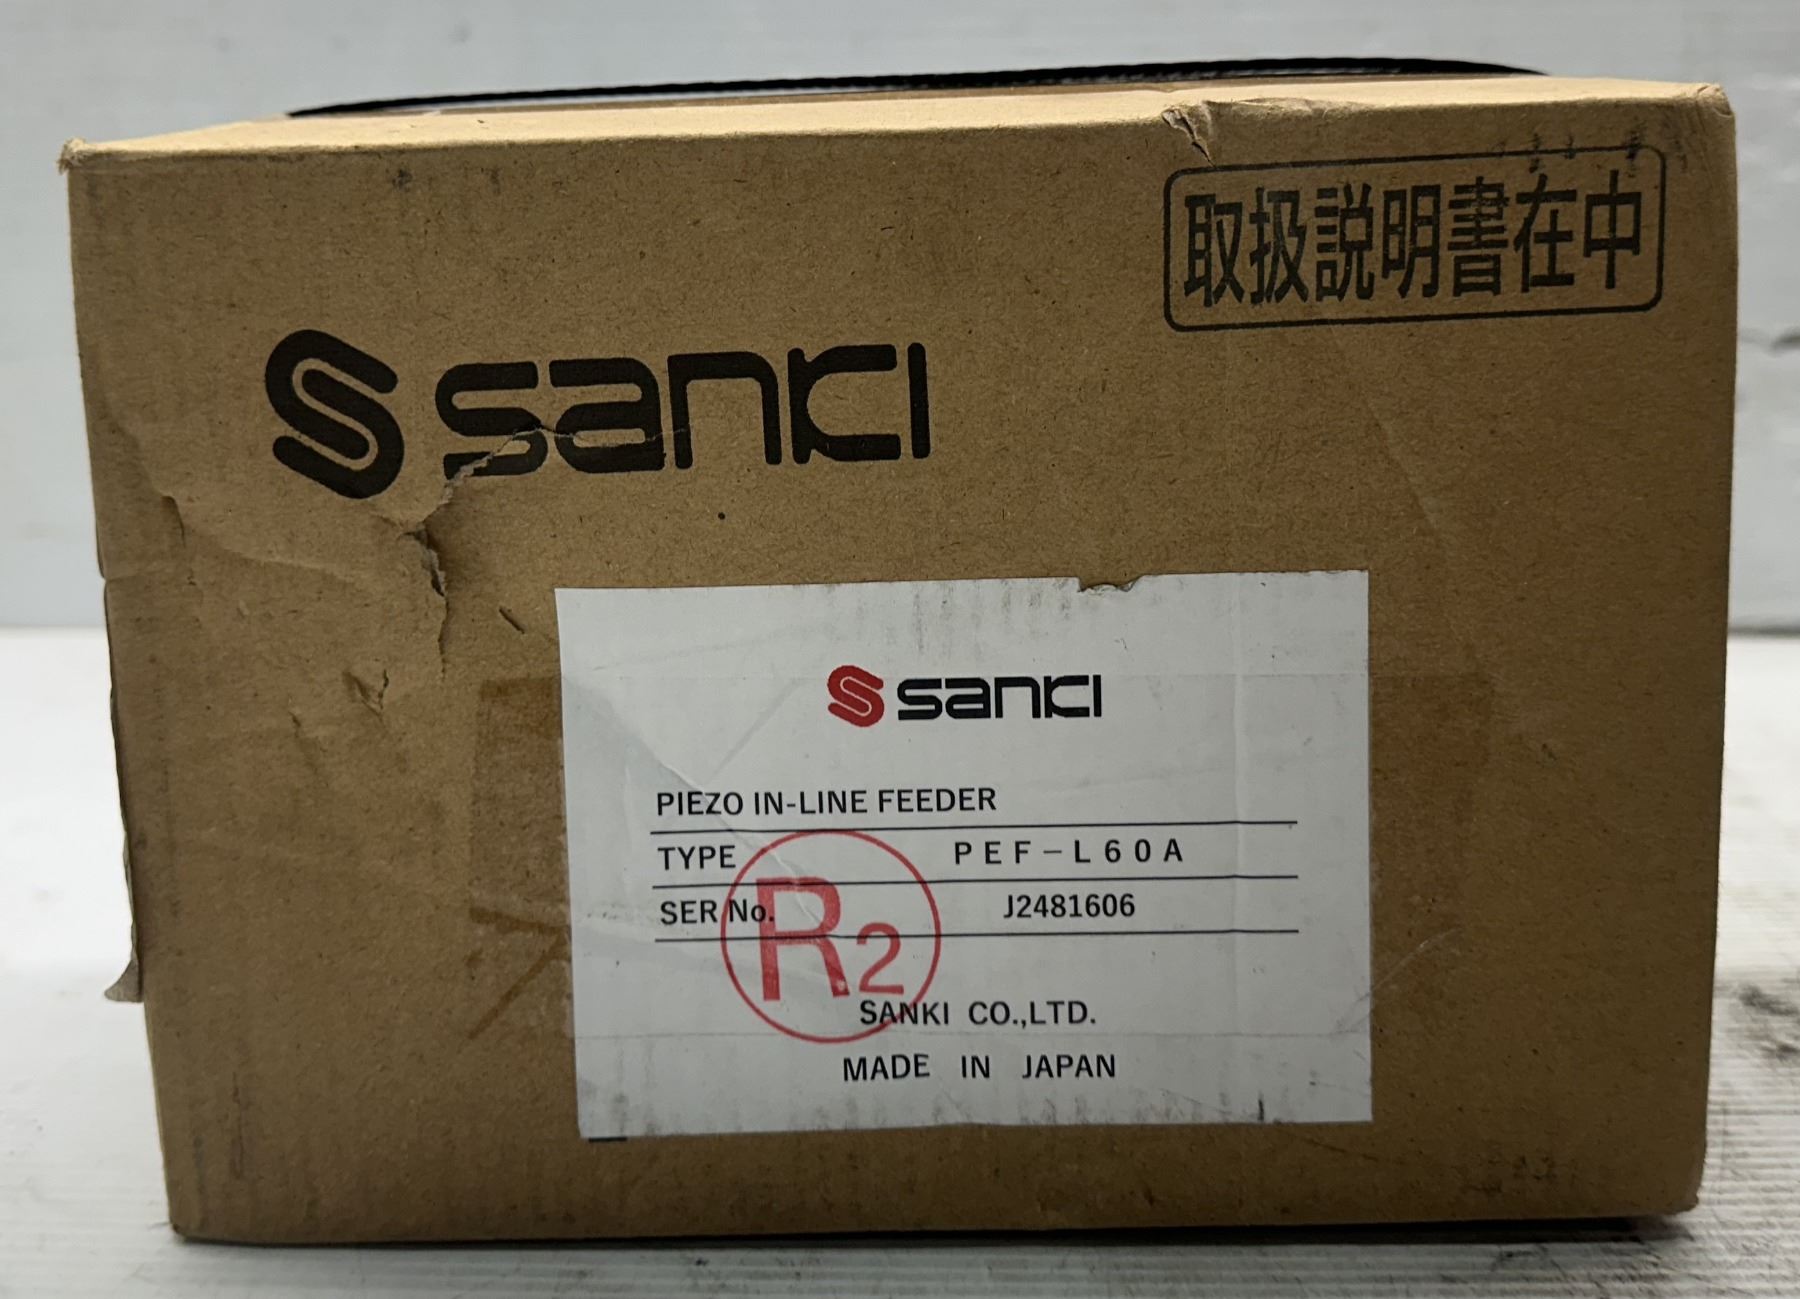 取扱説明書在中
sanki
sanki
PIEZO IN-LINE FEEDER
TYPE PEF-L60A
SER No. J2481606
R2
SANKI CO.,LTD.
MADE IN JAPAN